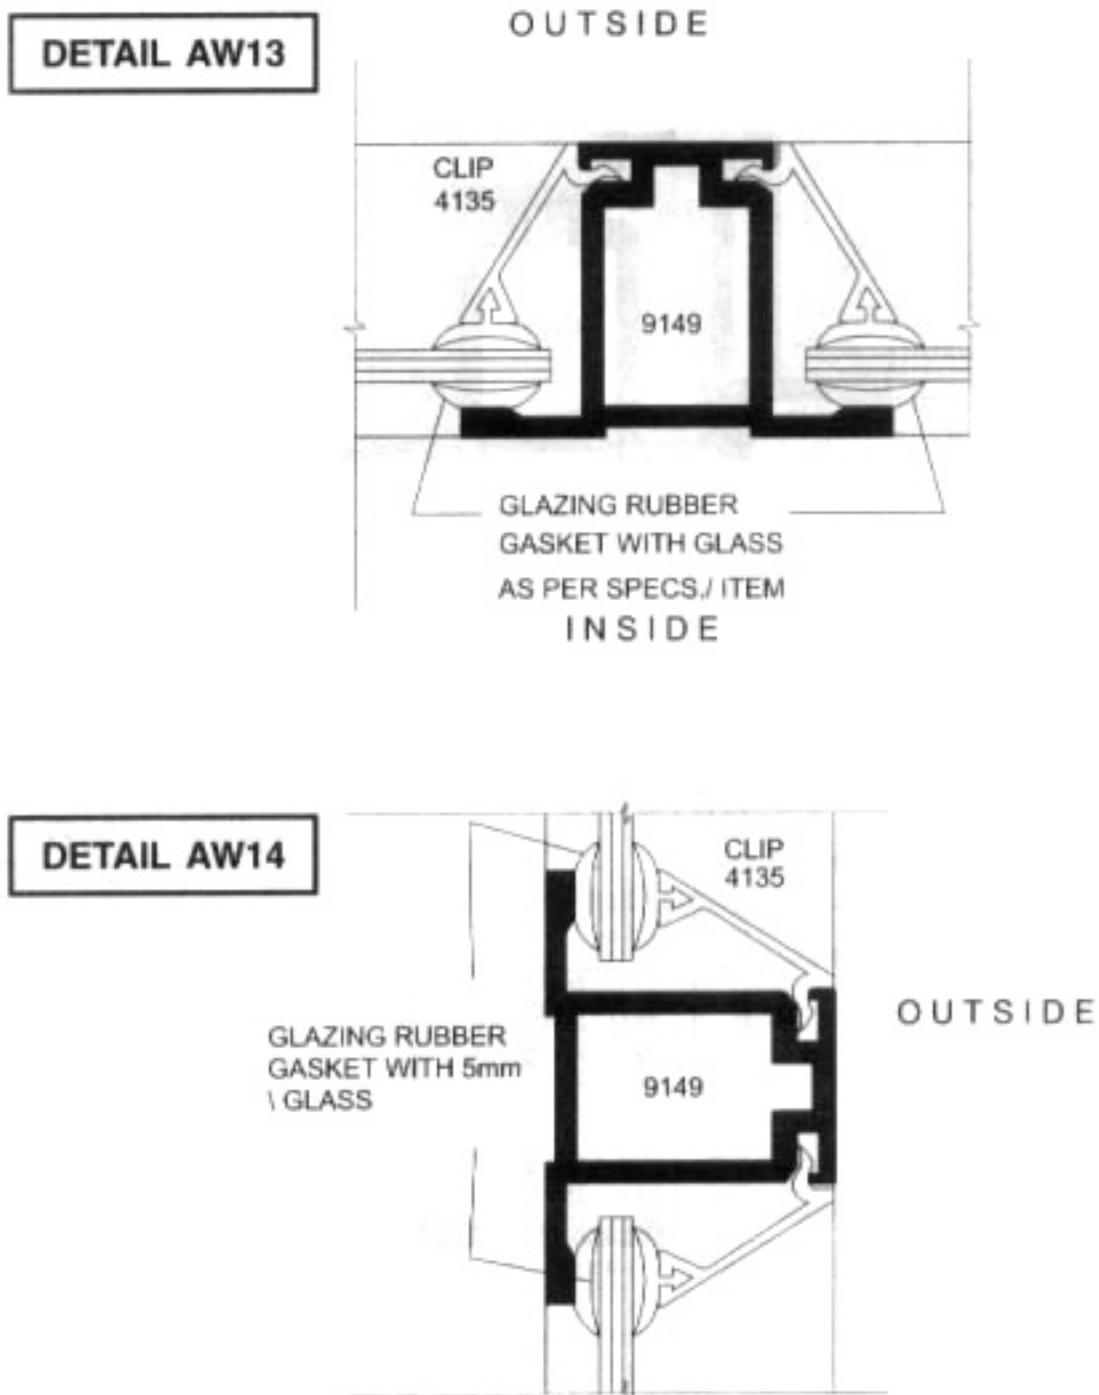 DETAIL AW13
OUTSIDE
CLIP
4135
9149
GLAZING RUBBER
GASKET WITH GLASS
AS PER SPECS./ ITEM
INSIDE
DETAIL AW14
CLIP
4135
OUTSIDE
GLAZING RUBBER
GASKET WITH 5mm
\ GLASS
9149